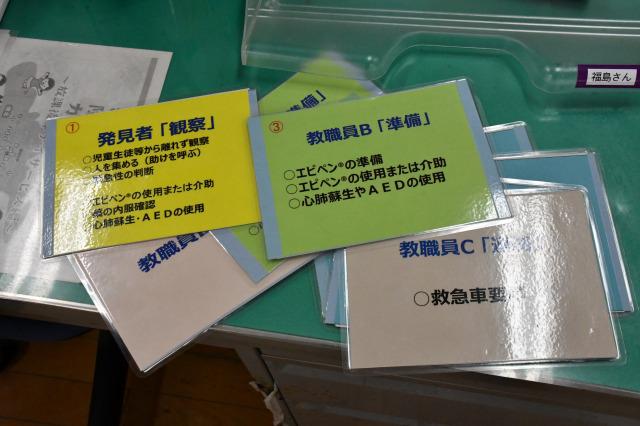 福島さん
①
発見者「観察」
○児童生徒等から離れず観察
○人を集める（助けを呼ぶ）
急性の判断
エピペン®の使用または介助
薬の内服確認
心肺蘇生・AEDの使用
③
教職員B「準備」
○エピペン®の準備
○エピペン®の使用または介助
○心肺蘇生やAEDの使用
備」
教職員
教職員C「
○救急車要